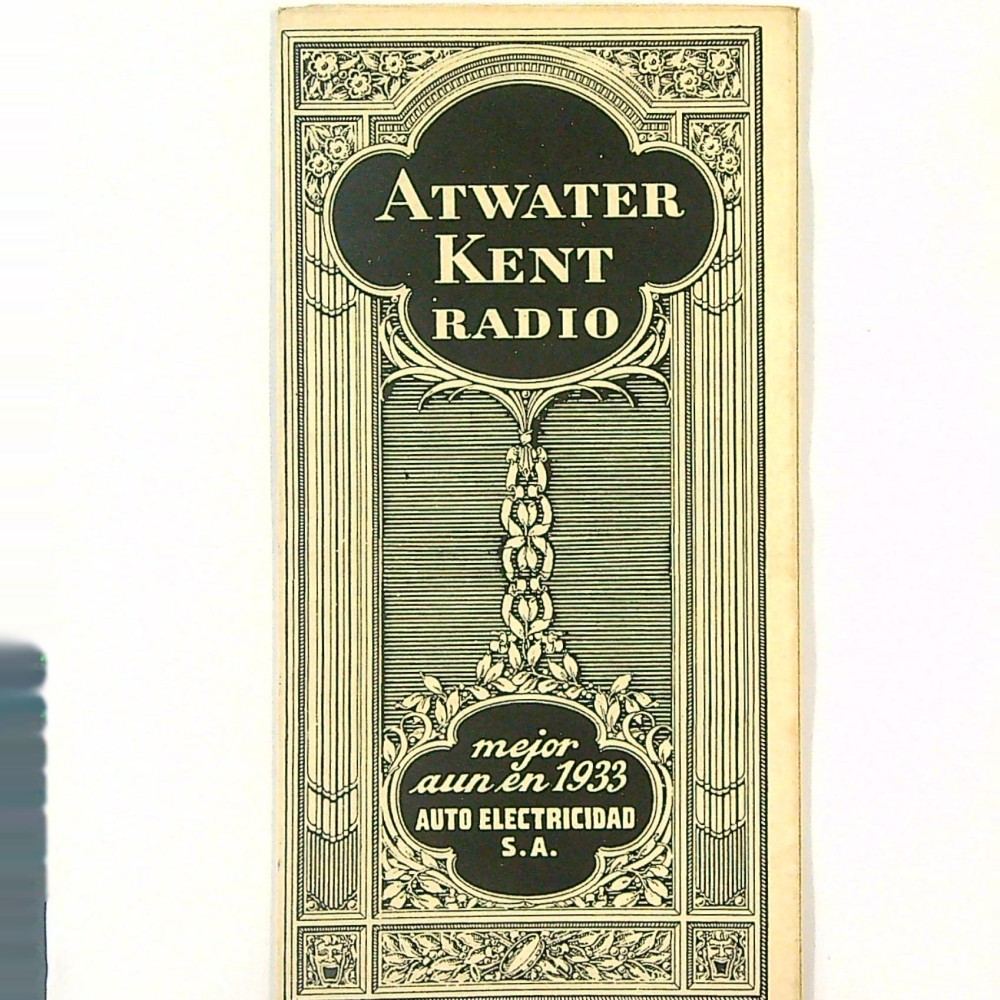 ATWATER
KENT
RADIO
mejor
aun en 1933
AUTO ELECTRICIDAD
S.A.